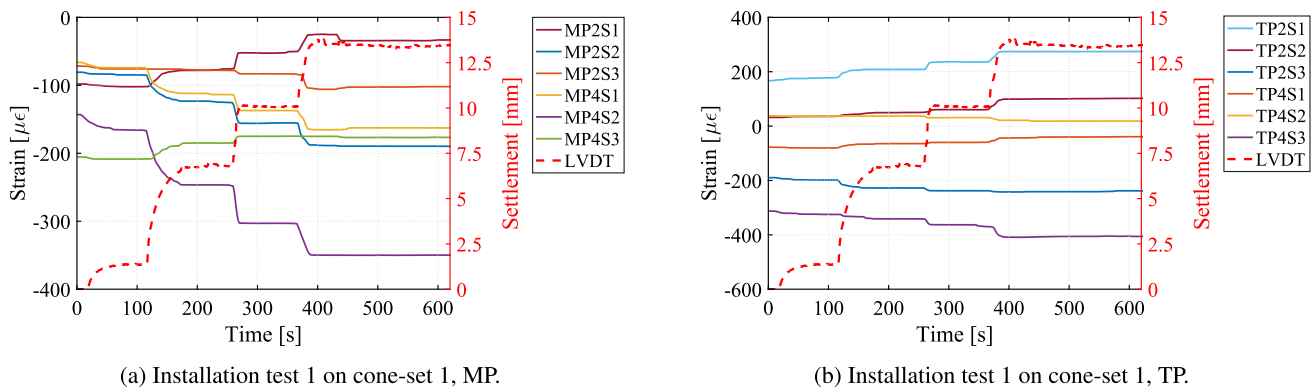 0
-100
-200
-300
-400
Strain [με]
0 100 200 300 400 500 600
Time [s]
15
12.5
10
7.5
5
2.5
0
Settlement [mm]
MP2S1
MP2S2
MP2S3
MP4S1
MP4S2
MP4S3
LVDT
(a) Installation test 1 on cone-set 1, MP.
400
200
0
-200
-400
-600
Strain [με]
0 100 200 300 400 500 600
Time [s]
15
12.5
10
7.5
5
2.5
0
Settlement [mm]
TP2S1
TP2S2
TP2S3
TP4S1
TP4S2
TP4S3
LVDT
(b) Installation test 1 on cone-set 1, TP.